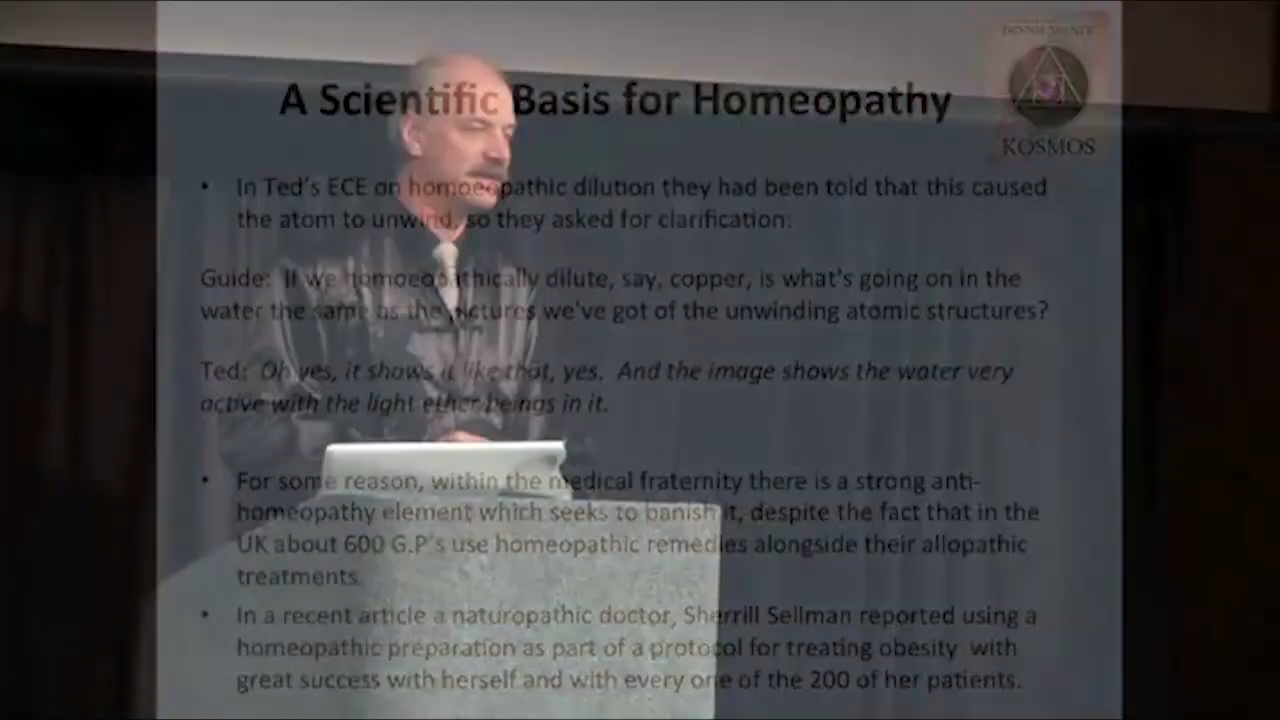 A Scientific Basis for Homeopathy
KOSMOS
• In Ted's ECE on homoeopathic dilution they had been told that this caused
the atom to unwind, so they asked for clarification:
Guide: If we homoeopathically dilute, say, copper, is what's going on in the
water the same as the pictures we've got of the unwinding atomic structures?
Ted: Oh yes, it shows it like that, yes. And the image shows the water very
active with the light ether beings in it.
• For some reason, within the medical fraternity there is a strong anti-
homeopathy element which seeks to banish it, despite the fact that in the
UK about 600 G.P's use homeopathic remedies alongside their allopathic
treatments.
• In a recent article a naturopathic doctor, Sherrill Sellman reported using a
homeopathic preparation as part of a protocol for treating obesity with
great success with herself and with every one of the 200 of her patients.